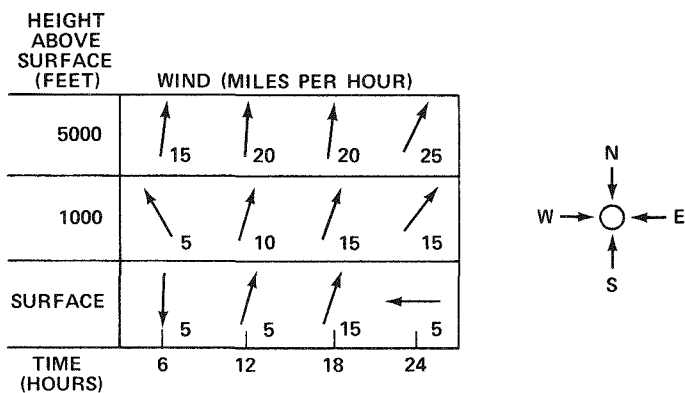 HEIGHT
ABOVE
SURFACE
(FEET)
WIND (MILES PER HOUR)
5000
15
20
20
25
1000
5
10
15
15
SURFACE
5
5
15
5
TIME
(HOURS)
6
12
18
24
N
W
E
S